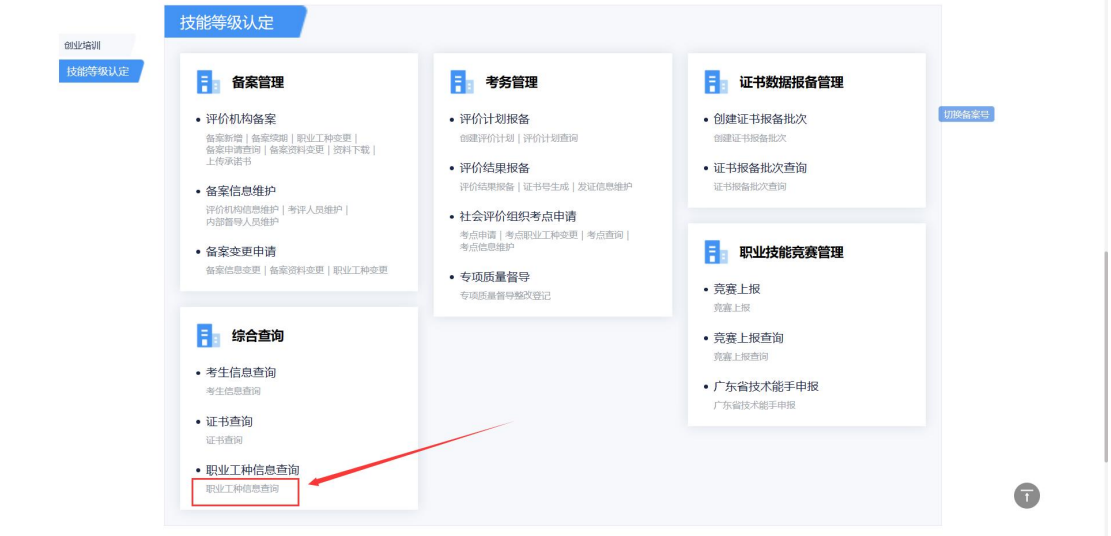 技能等级认定
创业培训
技能等级认定
备案管理
• 评价机构备案
备案新增 | 备案续期 | 职业工种变更 |
备案申请查询 | 备案资料变更 | 资料下载 |
上传承诺书
• 备案信息维护
评价机构信息维护 | 考评人员维护 |
内部督导人员维护
• 备案变更申请
备案信息变更 | 备案资料变更 | 职业工种变更
考务管理
• 评价计划报备
创建评价计划 | 评价计划查询
• 评价结果报备
评价结果报备 | 证书号生成 | 发证信息维护
• 社会评价组织考点申请
考点申请 | 考点职业工种变更 | 考点查询 |
考点信息维护
• 专项质量督导
专项质量督导整改登记
证书数据报备管理
• 创建证书报备批次
创建证书报备批次
• 证书报备批次查询
证书报备批次查询
切换备案号
职业技能竞赛管理
• 竞赛上报
竞赛上报
• 竞赛上报查询
竞赛上报查询
• 广东省技术能手申报
广东省技术能手申报
综合查询
• 考生信息查询
考生信息查询
• 证书查询
证书查询
• 职业工种信息查询
职业工种信息查询